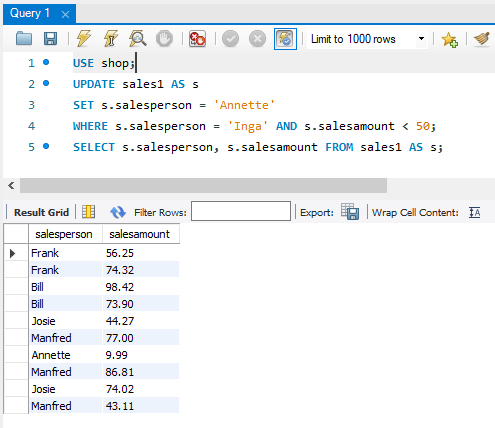 Query 1
Limit to 1000 rows
1 USE shop;
2 UPDATE sales1 AS s
3 SET s.salesperson = 'Annette'
4 WHERE s.salesperson = 'Inga' AND s.salesamount < 50;
5 SELECT s.salesperson, s.salesamount FROM sales1 AS s;
Result Grid Filter Rows: Export: Wrap Cell Content:
salesperson salesamount
Frank 56.25
Frank 74.32
Bill 98.42
Bill 73.90
Josie 44.27
Manfred 77.00
Annette 9.99
Manfred 86.81
Josie 74.02
Manfred 43.11